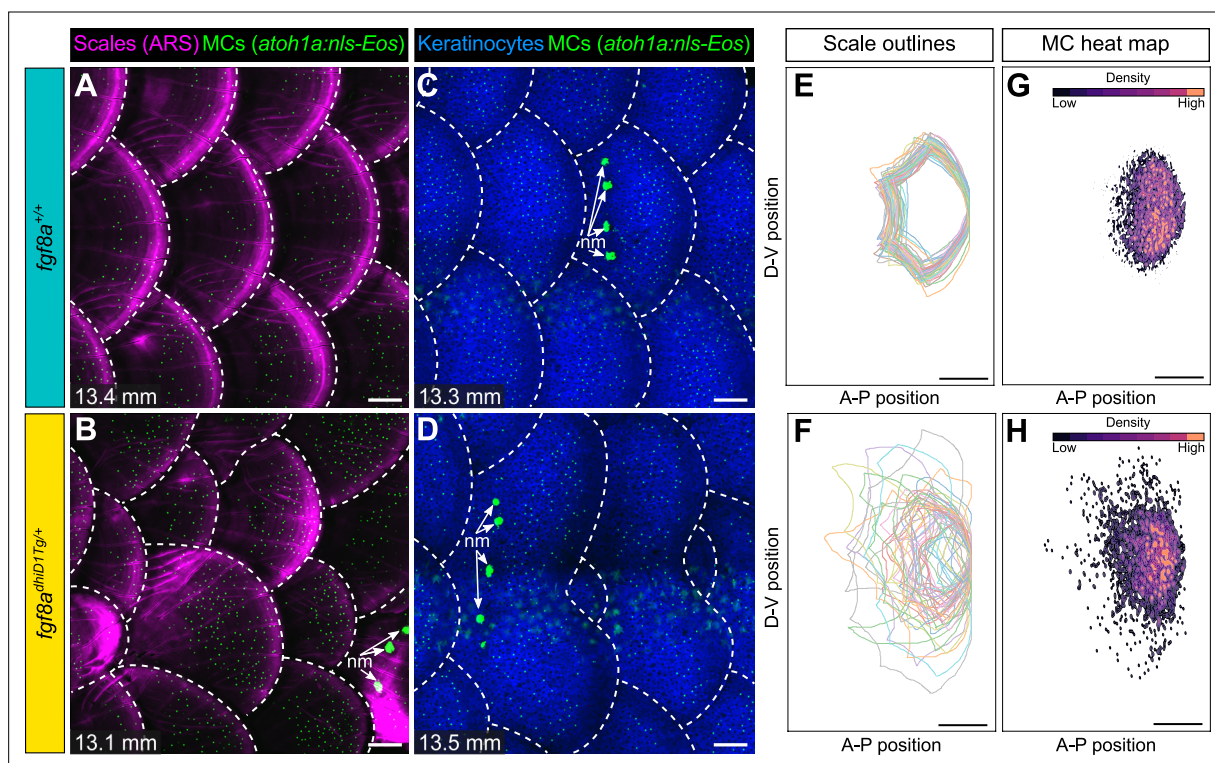 Scales (ARS) MCs (atoh1a:nls-Eos)
Keratinocytes MCs (atoh1a:nls-Eos)
Scale outlines
MC heat map
fgf8a+/+
A
13.4 mm
C
nm
13.3 mm
E
D-V position
A-P position
G
Density
Low High
A-P position
fgf8adhiD1Tg/+
B
nm
13.1 mm
D
nm
13.5 mm
F
D-V position
A-P position
H
Density
Low High
A-P position